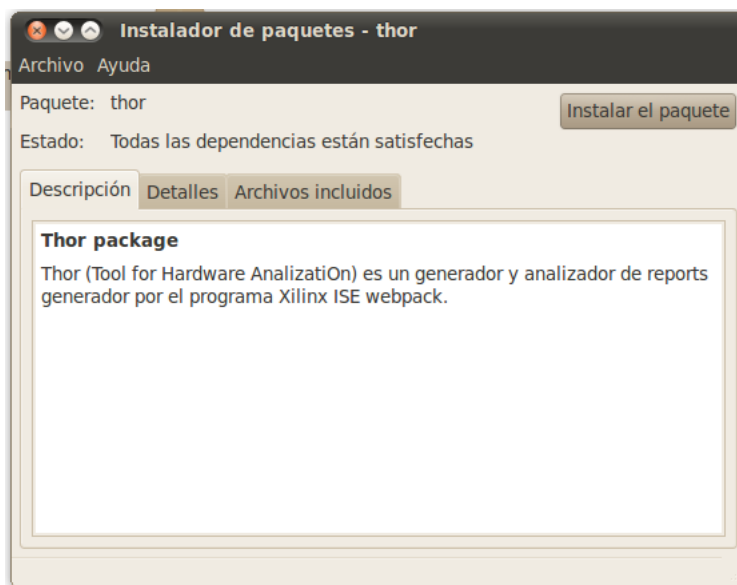 Instalador de paquetes - thor
Archivo Ayuda
Paquete: thor
Instalar el paquete
Estado: Todas las dependencias están satisfechas
Descripción Detalles Archivos incluidos
Thor package
Thor (Tool for Hardware AnalizatiOn) es un generador y analizador de reports
generador por el programa Xilinx ISE webpack.